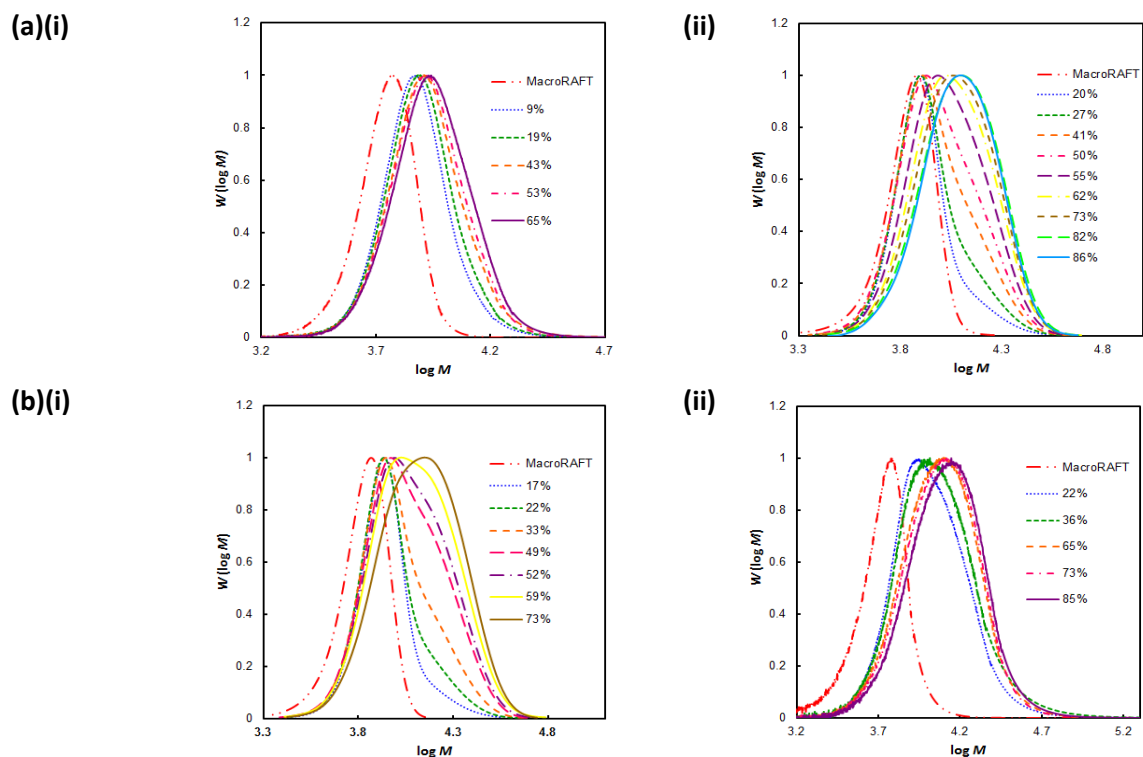 (a)(i)
1.2
1
0.8
0.6
0.4
0.2
0
W (log M)
3.2 3.7 4.2 4.7
log M
MacroRAFT
9%
19%
43%
53%
65%
(ii)
1.2
1
0.8
0.6
0.4
0.2
0
W (log M)
3.3 3.8 4.3 4.8
log M
MacroRAFT
20%
27%
41%
50%
55%
62%
73%
82%
86%
(b)(i)
1.2
1
0.8
0.6
0.4
0.2
0
W (log M)
3.3 3.8 4.3 4.8
log M
MacroRAFT
17%
22%
33%
49%
52%
59%
73%
(ii)
1.2
1
0.8
0.6
0.4
0.2
0
W (log M)
3.2 3.7 4.2 4.7 5.2
log M
MacroRAFT
22%
36%
65%
73%
85%